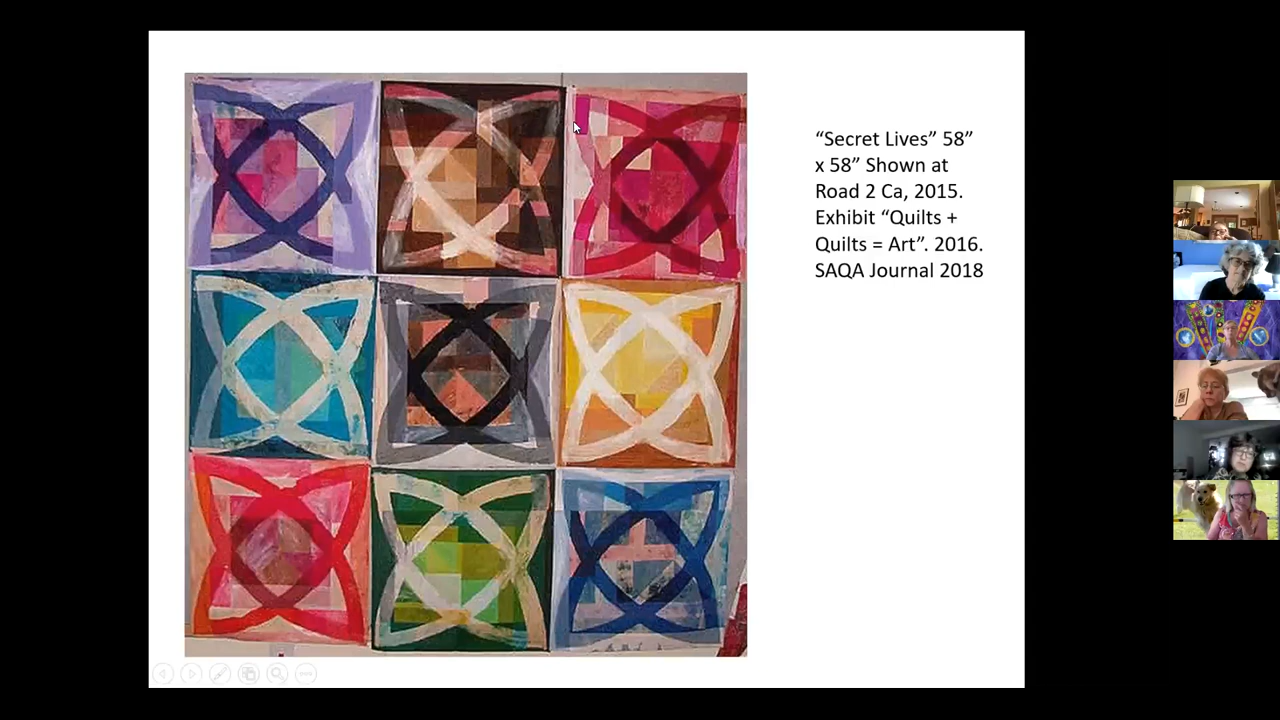 “Secret Lives” 58”
x 58” Shown at
Road 2 Ca, 2015.
Exhibit “Quilts +
Quilts = Art”. 2016.
SAQA Journal 2018